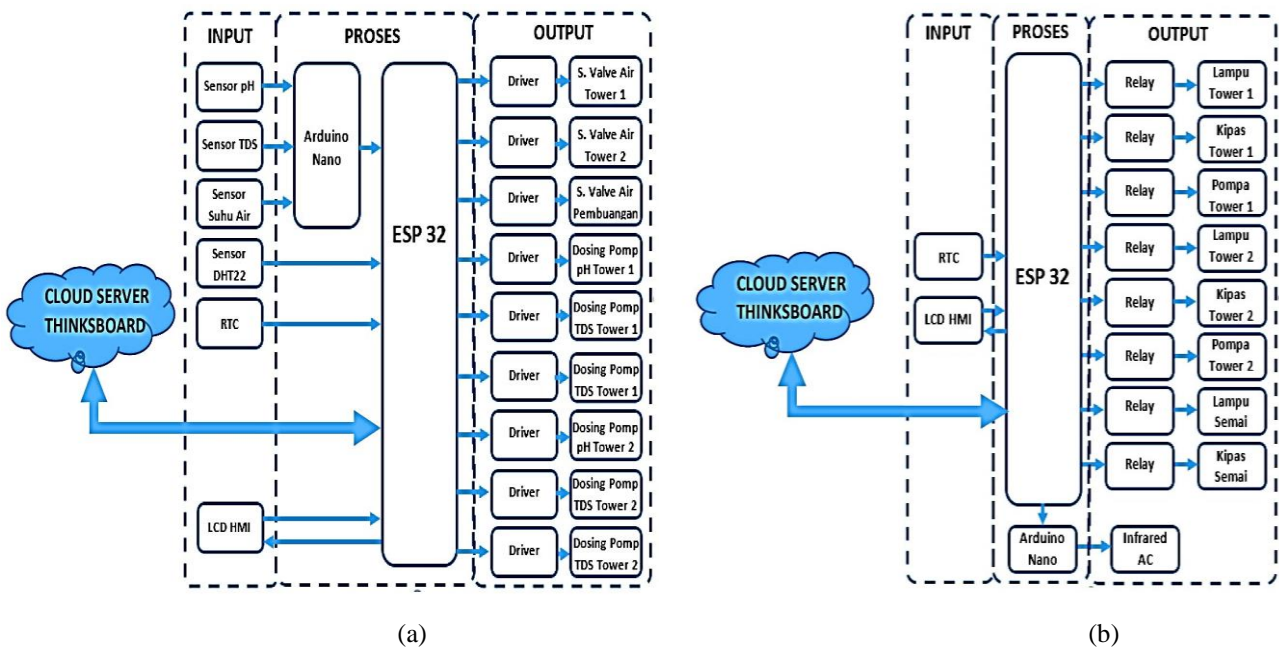 INPUT
PROSES
OUTPUT
Sensor pH
Sensor TDS
Sensor
Suhu Air
Sensor
DHT22
RTC
LCD HMI
Arduino
Nano
ESP 32
CLOUD SERVER
THINKSBOARD
Driver
S. Valve Air
Tower 1
Driver
S. Valve Air
Tower 2
Driver
S. Valve Air
Pembuangan
Driver
Dosing Pomp
pH Tower 1
Driver
Dosing Pomp
TDS Tower 1
Driver
Dosing Pomp
TDS Tower 1
Driver
Dosing Pomp
pH Tower 2
Driver
Dosing Pomp
TDS Tower 2
Driver
Dosing Pomp
TDS Tower 2
(a)
INPUT
PROSES
OUTPUT
RTC
LCD HMI
CLOUD SERVER
THINKSBOARD
ESP 32
Relay
Lampu
Tower 1
Relay
Kipas
Tower 1
Relay
Pompa
Tower 1
Relay
Lampu
Tower 2
Relay
Kipas
Tower 2
Relay
Pompa
Tower 2
Relay
Lampu
Semai
Relay
Kipas
Semai
Arduino
Nano
Infrared
AC
(b)